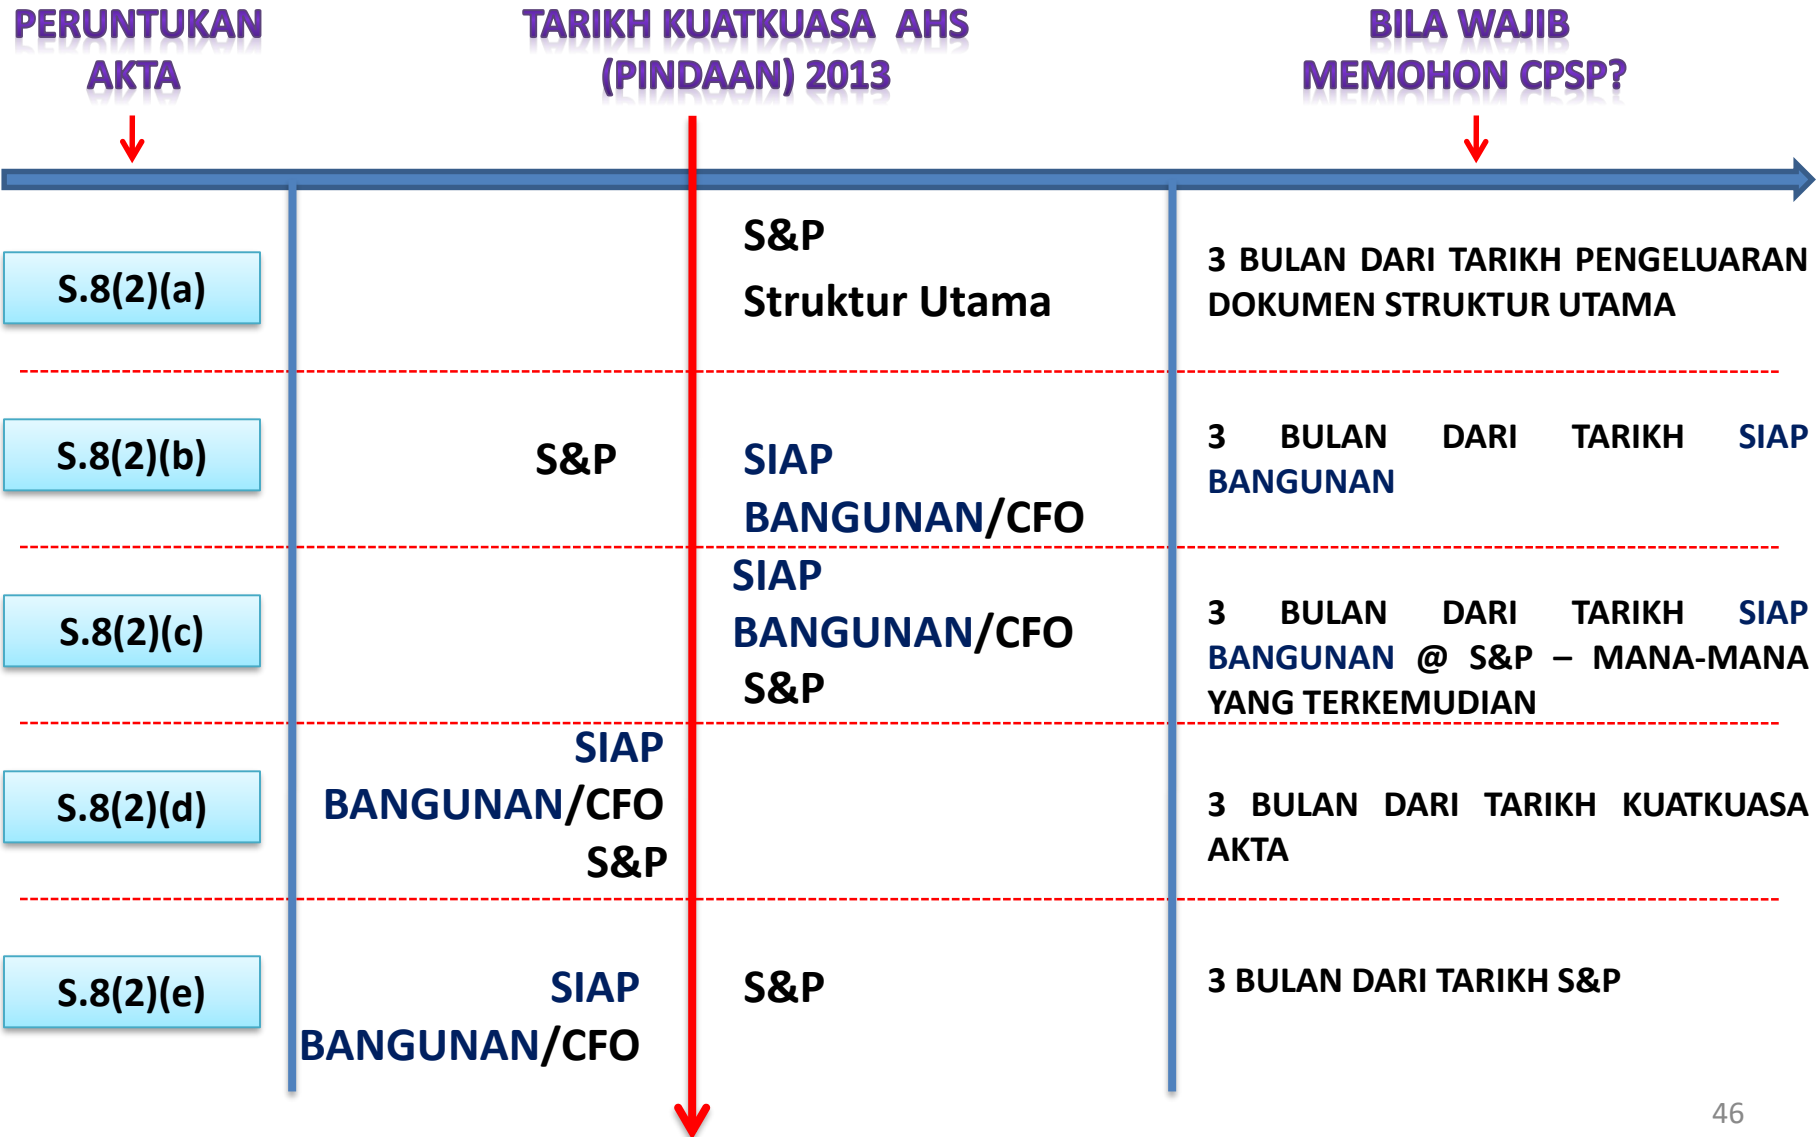 PERUNTUKAN
AKTA
TARIKH KUATKUASA AHS
(PINDAAN) 2013
BILA WAJIB
MEMOHON CPSP?
S.8(2)(a)
S&P
Struktur Utama
3 BULAN DARI TARIKH PENGELUARAN
DOKUMEN STRUKTUR UTAMA
S.8(2)(b)
S&P
SIAP
BANGUNAN/CFO
3 BULAN DARI TARIKH SIAP
BANGUNAN
S.8(2)(c)
SIAP
BANGUNAN/CFO
S&P
3 BULAN DARI TARIKH SIAP
BANGUNAN @ S&P – MANA-MANA
YANG TERKEMUDIAN
S.8(2)(d)
SIAP
BANGUNAN/CFO
S&P
3 BULAN DARI TARIKH KUATKUASA
AKTA
S.8(2)(e)
SIAP
BANGUNAN/CFO
S&P
3 BULAN DARI TARIKH S&P
46